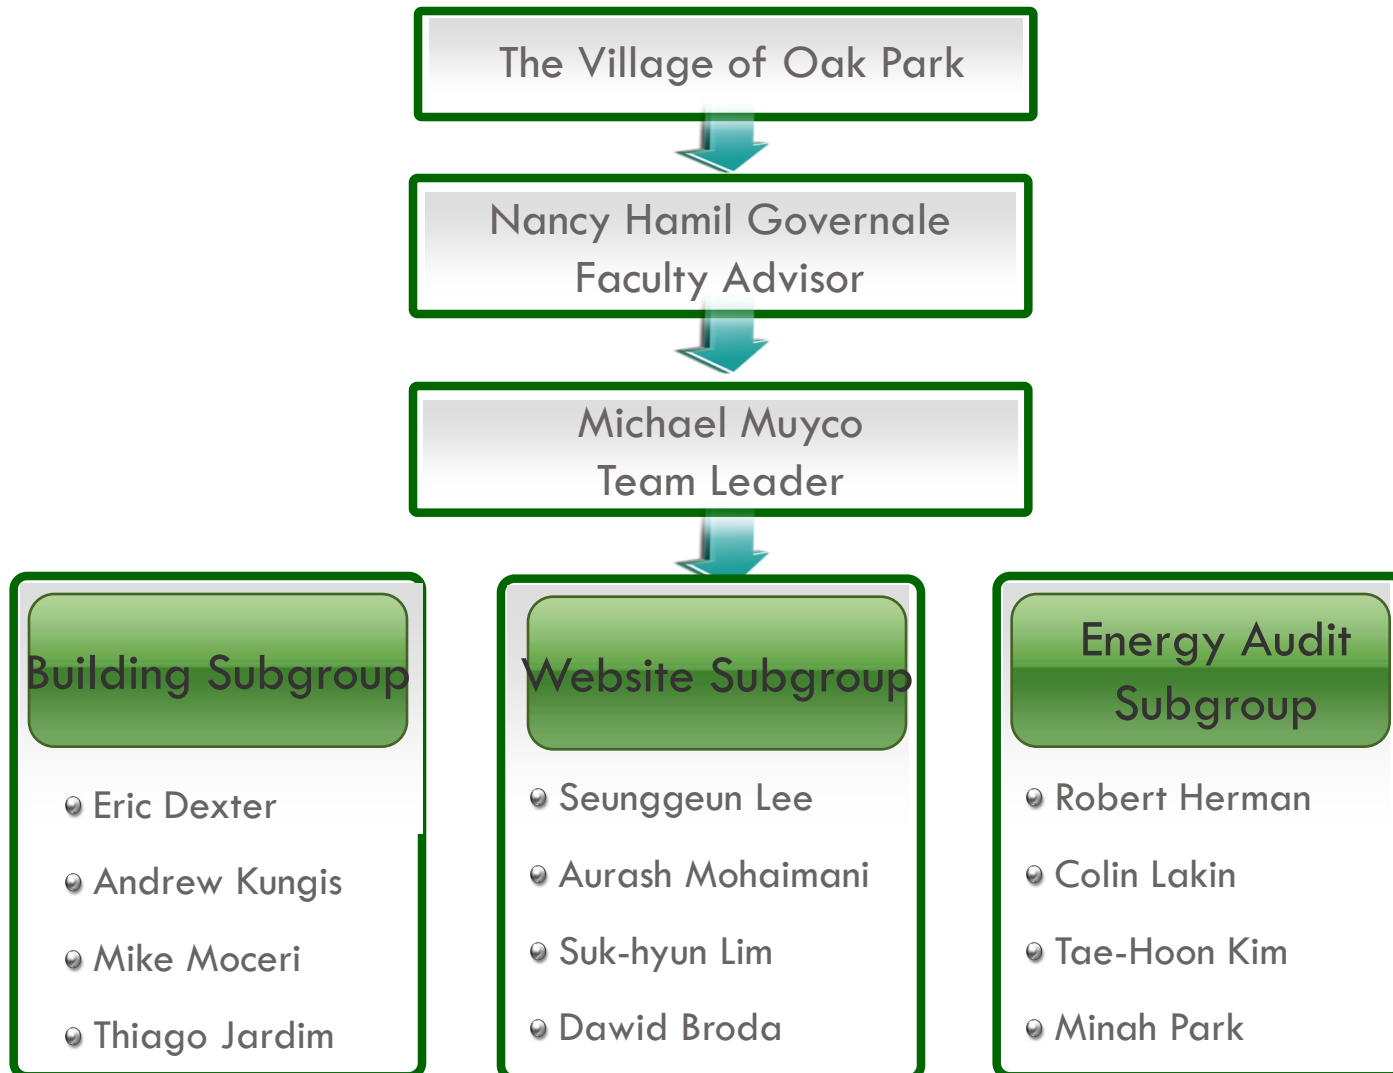 The Village of Oak Park
Nancy Hamil Governale
Faculty Advisor
Michael Muyco
Team Leader
Building Subgroup
Eric Dexter
Andrew Kungis
Mike Moceri
Thiago Jardim
Website Subgroup
Seunggeun Lee
Aurash Mohaimani
Suk-hyun Lim
Dawid Broda
Energy Audit
Subgroup
Robert Herman
Colin Lakin
Tae-Hoon Kim
Minah Park